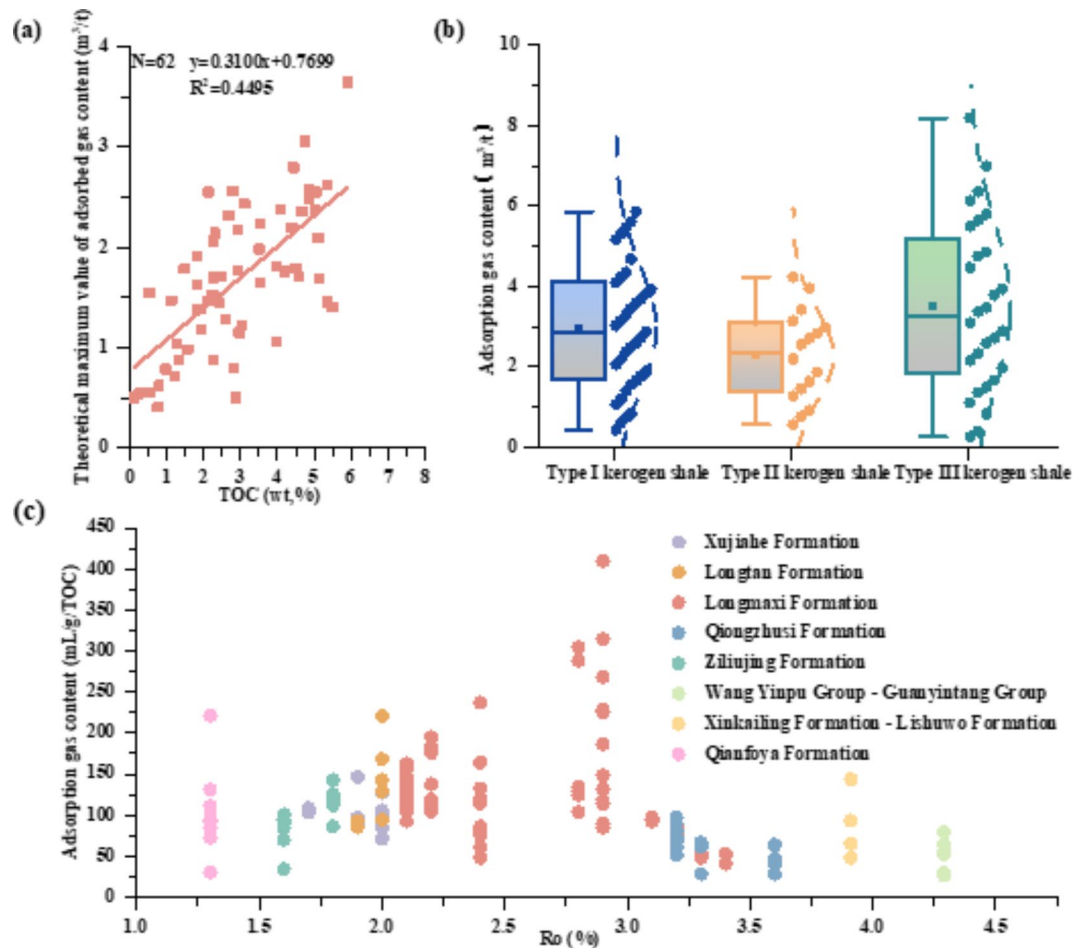 (a)
Theoretical maximum value of adsorbed gas content (m³/t)
4
3
2
1
0
N=62 y=0.3100x+0.7699
R²=0.4495
0 1 2 3 4 5 6 7 8
TOC (wt,%)
(b)
Adsorption gas content ( m³/t)
10
8
6
4
2
0
Type I kerogen shale Type II kerogen shale Type III kerogen shale
(c)
Adsorption gas content (mL/g/TOC)
450
400
350
300
250
200
150
100
50
0
Xujiahe Formation
Longtan Formation
Longmaxi Formation
Qiongzhusi Formation
Ziliujing Formation
Wang Yinpu Group - Guanyintang Group
Xinkailing Formation - Lishuwo Formation
Qianfoya Formation
1.0 1.5 2.0 2.5 3.0 3.5 4.0 4.5
Ro (%)